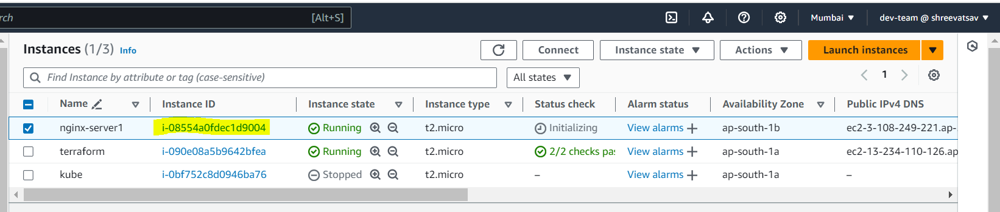 [Alt+S] Mumbai dev-team @ shreevatsav
Instances (1/3) Info Connect Instance state Actions Launch instances
Find Instance by attribute or tag (case-sensitive) All states 1
Name Instance ID Instance state Instance type Status check Alarm status Availability Zone Public IPv4 DNS
nginx-server1 i-08554a0fdec1d9004 Running t2.micro Initializing View alarms + ap-south-1b ec2-3-108-249-221.ap-
terraform i-090e08a5b9642bfea Running t2.micro 2/2 checks pas View alarms + ap-south-1a ec2-13-234-110-126.ap
kube i-0bf752c8d0946ba76 Stopped t2.micro – View alarms + ap-south-1a –